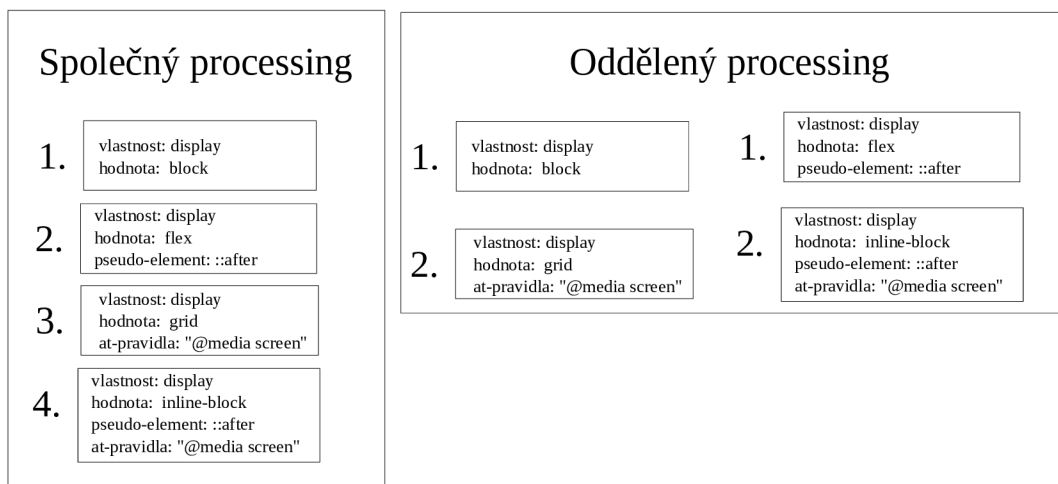 Společný processing
1.
vlastnost: display
hodnota: block
2.
vlastnost: display
hodnota: flex
pseudo-element: ::after
3.
vlastnost: display
hodnota: grid
at-pravidla: "@media screen"
4.
vlastnost: display
hodnota: inline-block
pseudo-element: ::after
at-pravidla: "@media screen"
Oddělený processing
1.
vlastnost: display
hodnota: block
2.
vlastnost: display
hodnota: grid
at-pravidla: "@media screen"
1.
vlastnost: display
hodnota: flex
pseudo-element: ::after
2.
vlastnost: display
hodnota: inline-block
pseudo-element: ::after
at-pravidla: "@media screen"